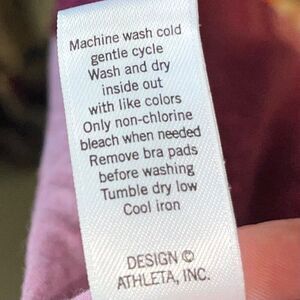 Machine wash cold
gentle cycle
Wash and dry
inside out
with like colors
Only non-chlorine
bleach when needed
Remove bra pads
before washing
Tumble dry low
Cool iron
DESIGN ©
ATHLETA, INC.